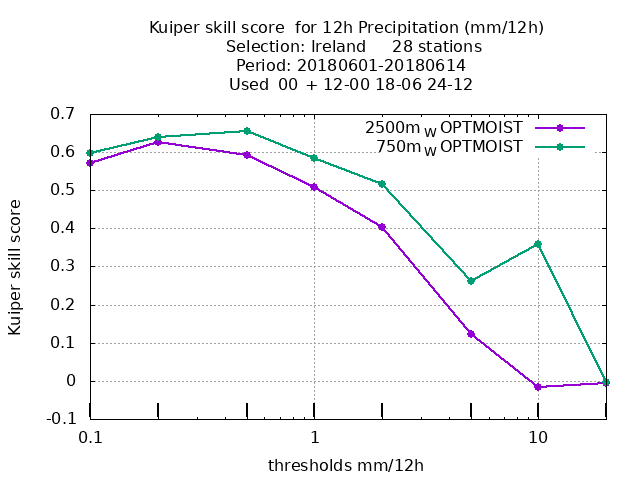 Kuiper skill score for 12h Precipitation (mm/12h)
Selection: Ireland 28 stations
Period: 20180601-20180614
Used 00 + 12-00 18-06 24-12
2500m W OPTMOIST
750m W OPTMOIST
0.7
0.6
0.5
0.4
0.3
0.2
0.1
0
-0.1
Kuiper skill score
0.1 1 10
thresholds mm/12h